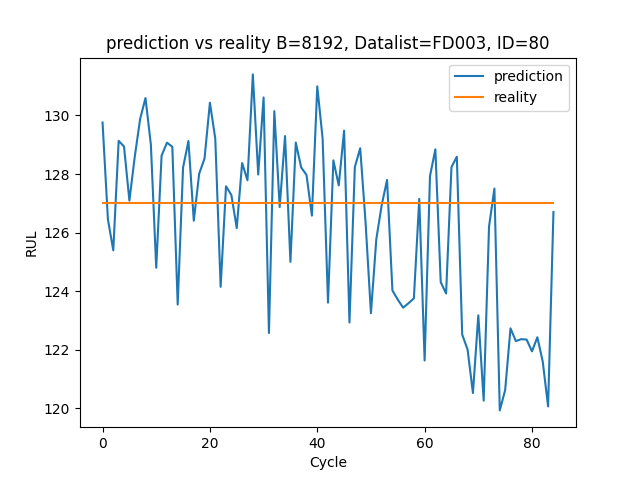 prediction vs reality B=8192, Datalist=FD003, ID=80
prediction
reality
RUL
130
128
126
124
122
120
0 20 40 60 80
Cycle